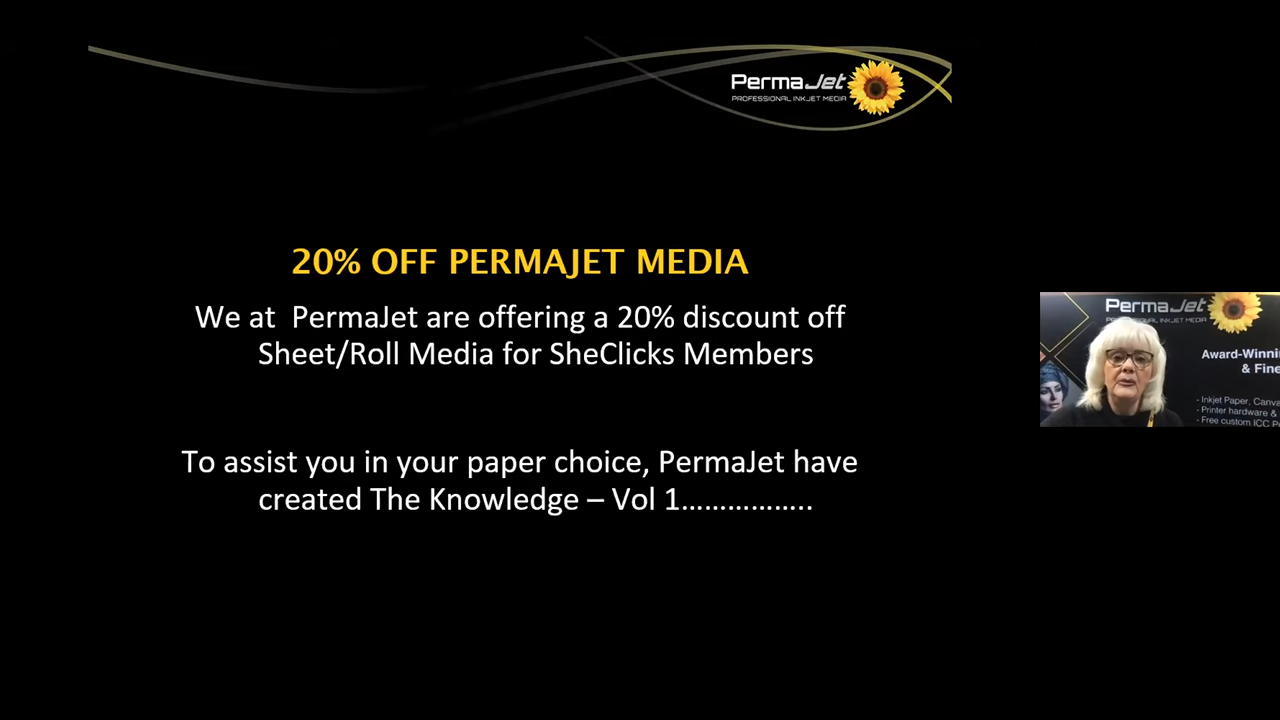 PermaJet
PROFESSIONAL INKJET MEDIA
20% OFF PERMAJET MEDIA
We at  PermaJet are offering a 20% discount off
Sheet/Roll Media for SheClicks Members
To assist you in your paper choice, PermaJet have
created The Knowledge – Vol 1……………..
PermaJet
INKJET MEDIA
Award-Winni
& Fine
- Inkjet Paper, Canva
- Printer hardware &
- Free custom ICC P